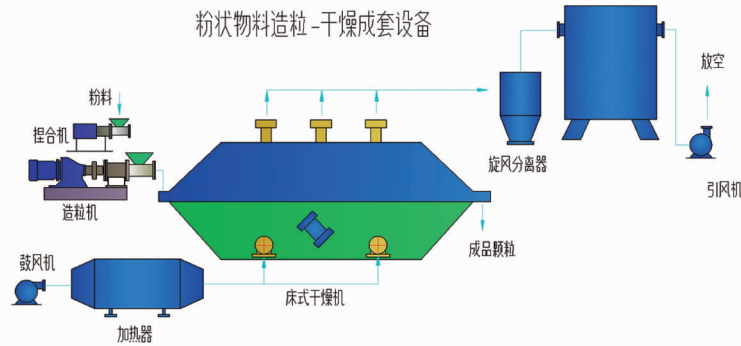 粉状物料造粒-干燥成套设备
粉料
捏合机
造粒机
鼓风机
加热器
床式干燥机
成品颗粒
旋风分离器
放空
引风机